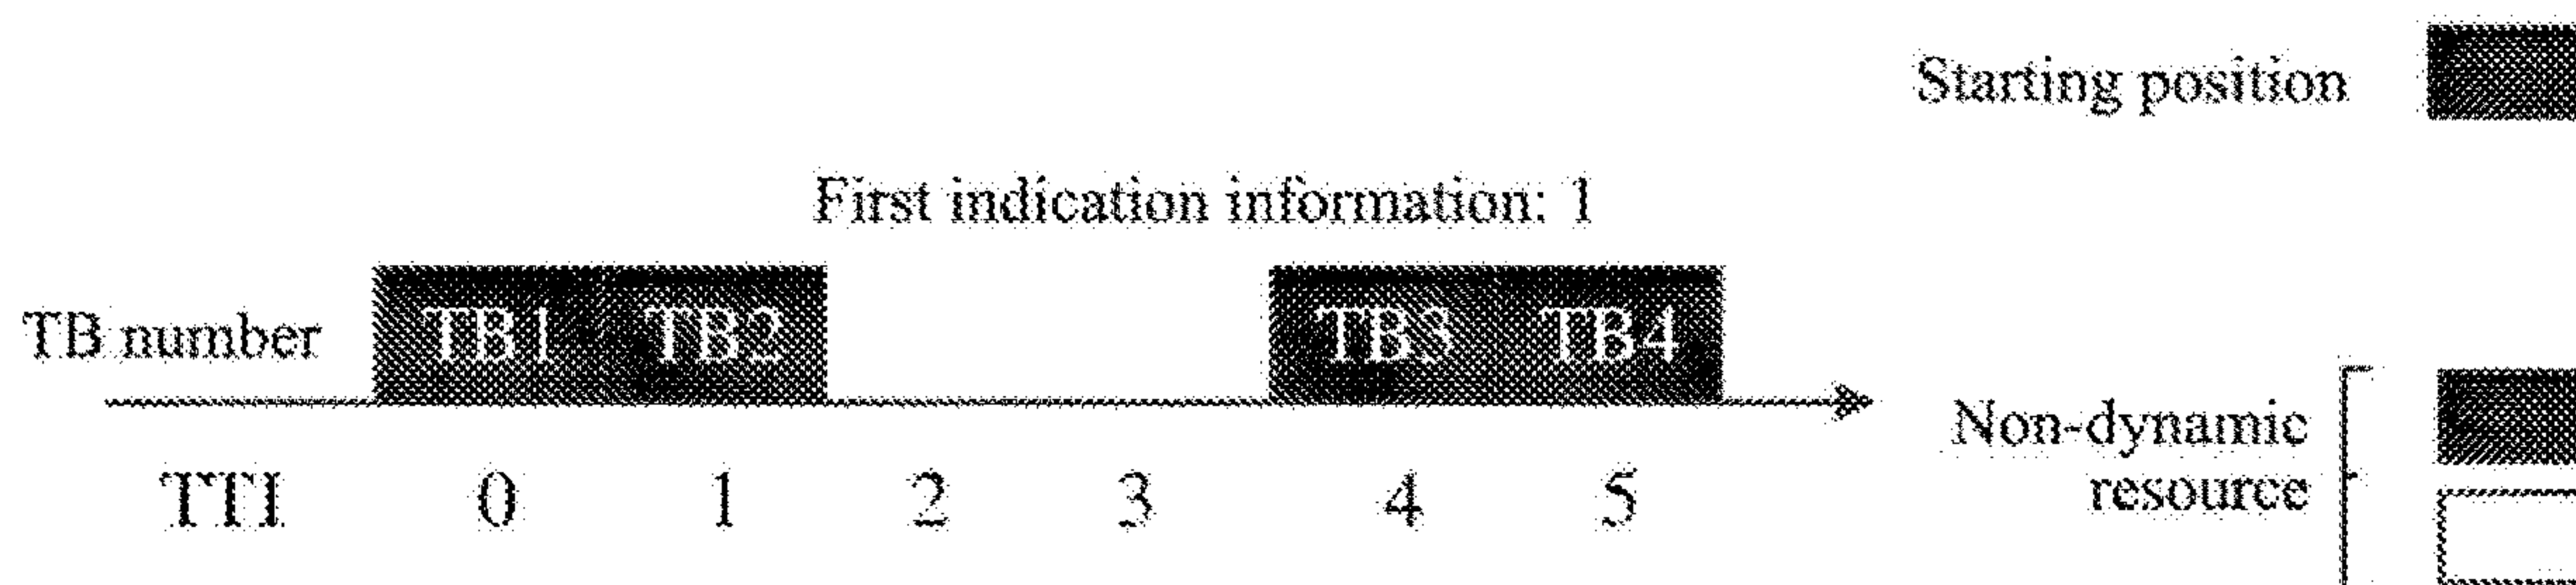 Starting position
First indication information: 1
TB number TB1 TB2 TB3 TB4
TTI 0 1 2 3 4 5
Non-dynamic
resource